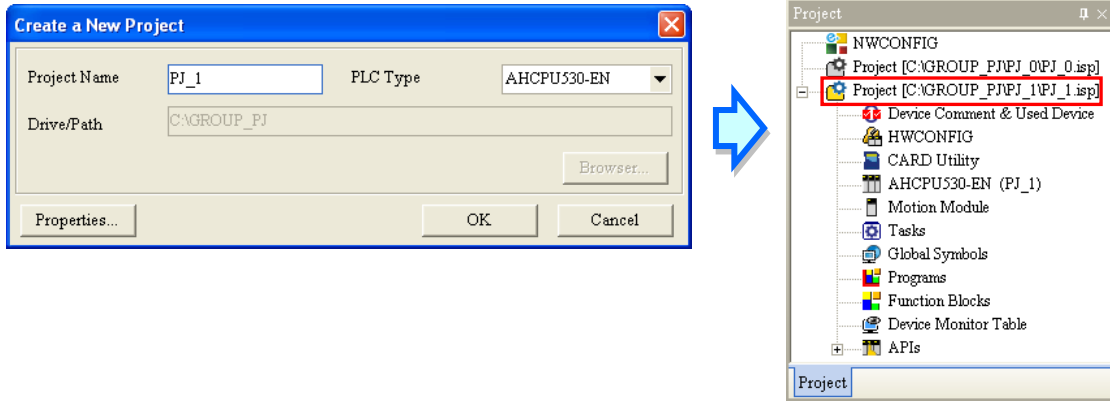 Create a New Project
Project Name
PJ_1
PLC Type
AHCPU530-EN
Drive/Path
C:\GROUP_PJ
Browser...
Properties...
OK
Cancel
Project
NWCONFIG
Project [C:\GROUP_PJ\PJ_0\PJ_0.isp]
Project [C:\GROUP_PJ\PJ_1\PJ_1.isp]
Device Comment & Used Device
HWCONFIG
CARD Utility
AHCPU530-EN (PJ_1)
Motion Module
Tasks
Global Symbols
Programs
Function Blocks
Device Monitor Table
APIs
Project